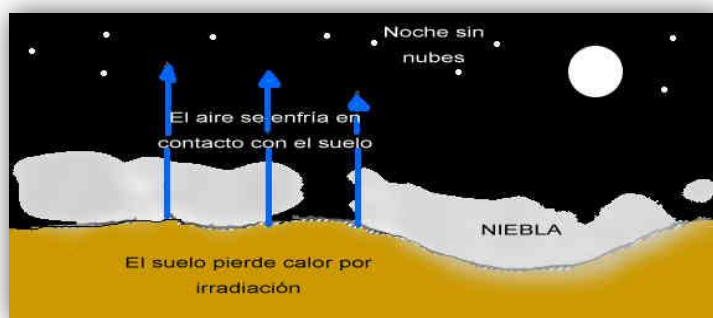 Noche sin
nubes
El aire se enfría en
contacto con el suelo
NIEBLA
El suelo pierde calor por
irradiación